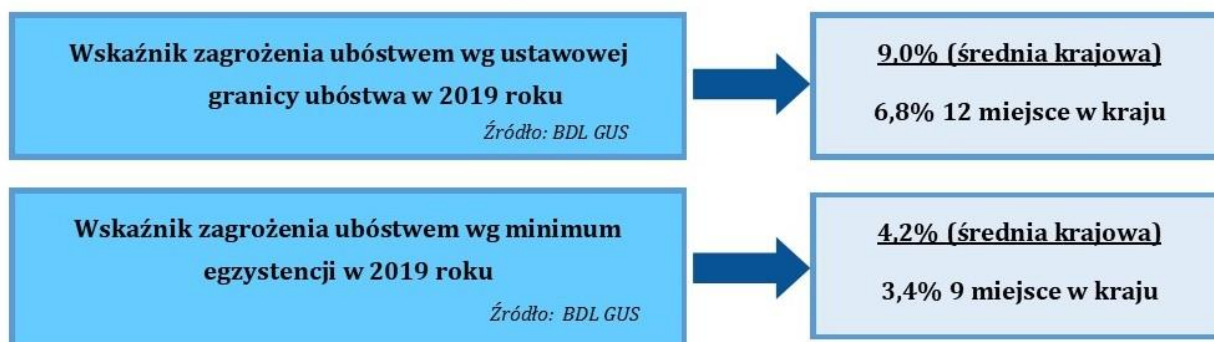 Wskaźnik zagrożenia ubóstwem wg ustawowej
granicy ubóstwa w 2019 roku
Źródło: BDL GUS
9,0% (średnia krajowa)
6,8% 12 miejsce w kraju
Wskaźnik zagrożenia ubóstwem wg minimum
egzystencji w 2019 roku
Źródło: BDL GUS
4,2% (średnia krajowa)
3,4% 9 miejsce w kraju